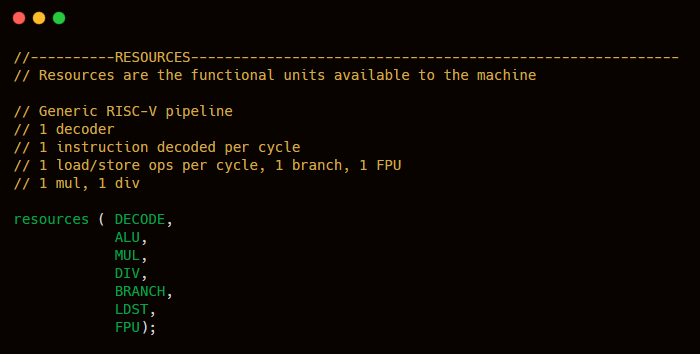 //----------RESOURCES----------------------------------------------------------
// Resources are the functional units available to the machine
// Generic RISC-V pipeline
// 1 decoder
// 1 instruction decoded per cycle
// 1 load/store ops per cycle, 1 branch, 1 FPU
// 1 mul, 1 div
resources ( DECODE,
ALU,
MUL,
DIV,
BRANCH,
LDST,
FPU);